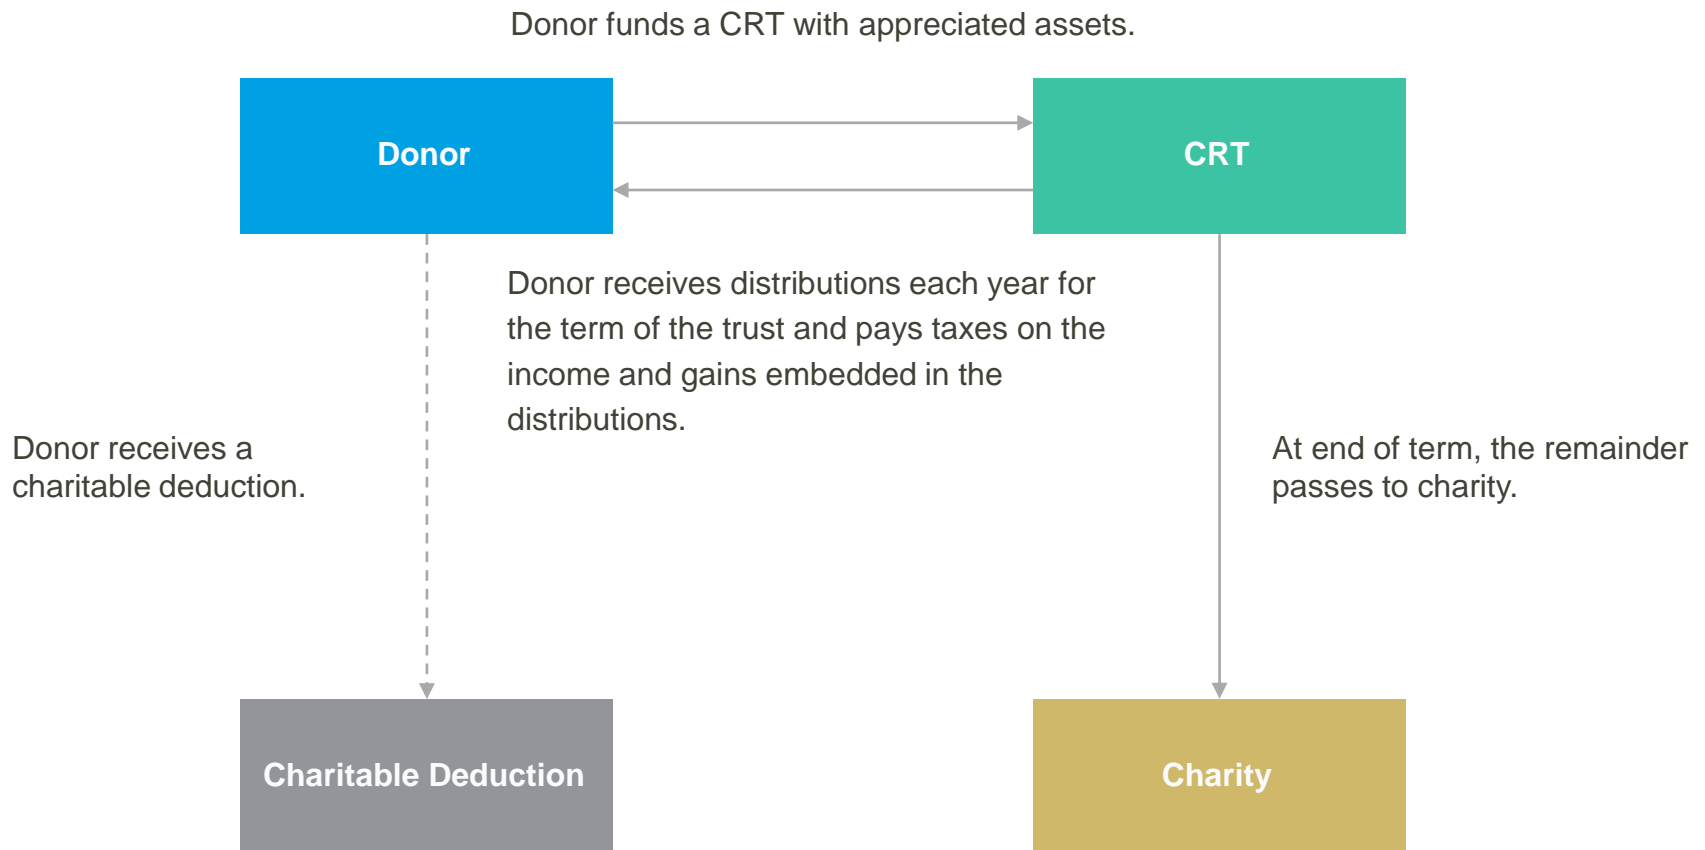 Donor funds a CRT with appreciated assets.
Donor
CRT
Donor receives distributions each year for
the term of the trust and pays taxes on the
income and gains embedded in the
distributions.
Donor receives a
charitable deduction.
At end of term, the remainder
passes to charity.
Charitable Deduction
Charity